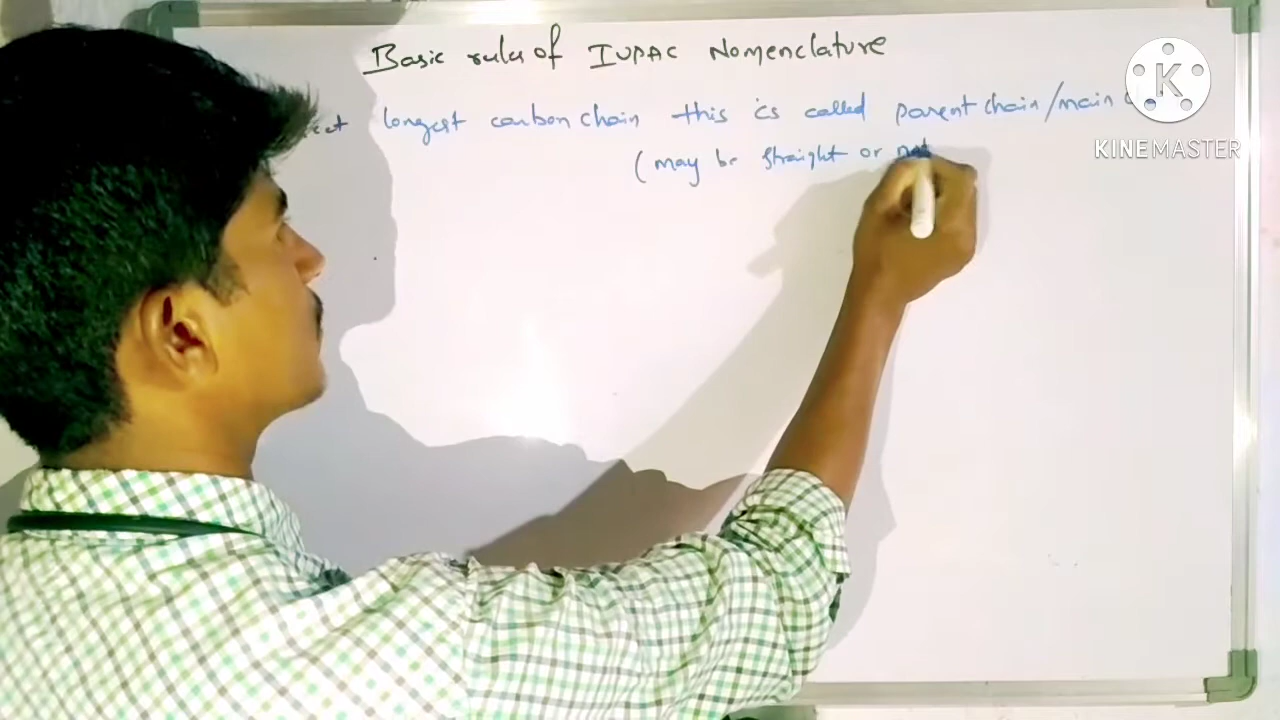 Basic rules of IUPAC Nomenclature
longest carbon chain this is called parent chain/main
(may be straight or not
K
KINEMASTER